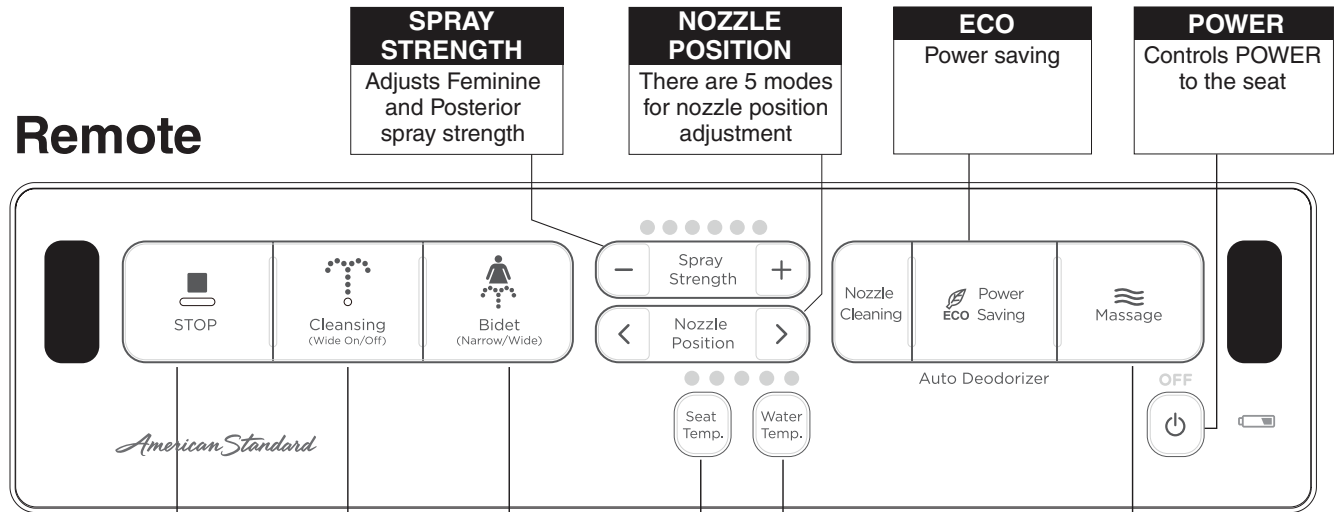 SPRAY
STRENGTH
Adjusts Feminine
and Posterior
spray strength
NOZZLE
POSITION
There are 5 modes
for nozzle position
adjustment
ECO
Power saving
POWER
Controls POWER
to the seat
Remote
STOP
Cleansing
(Wide On/Off)
Bidet
(Narrow/Wide)
Spray
Strength
Nozzle
Position
Seat
Temp.
Water
Temp.
Nozzle
Cleaning
Power
ECO Saving
Massage
Auto Deodorizer
OFF
American Standard